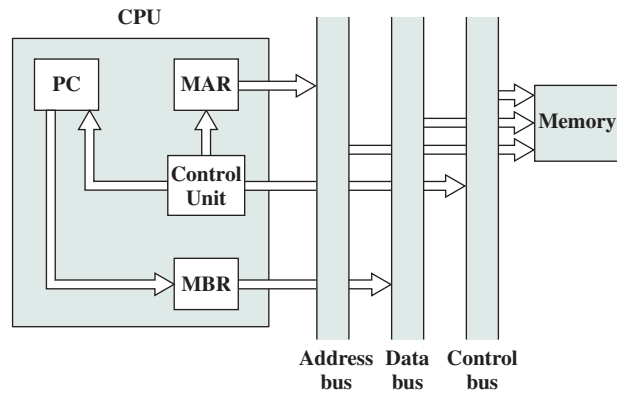 CPU
PC
MAR
Control
Unit
MBR
Memory
Address
bus
Data
bus
Control
bus